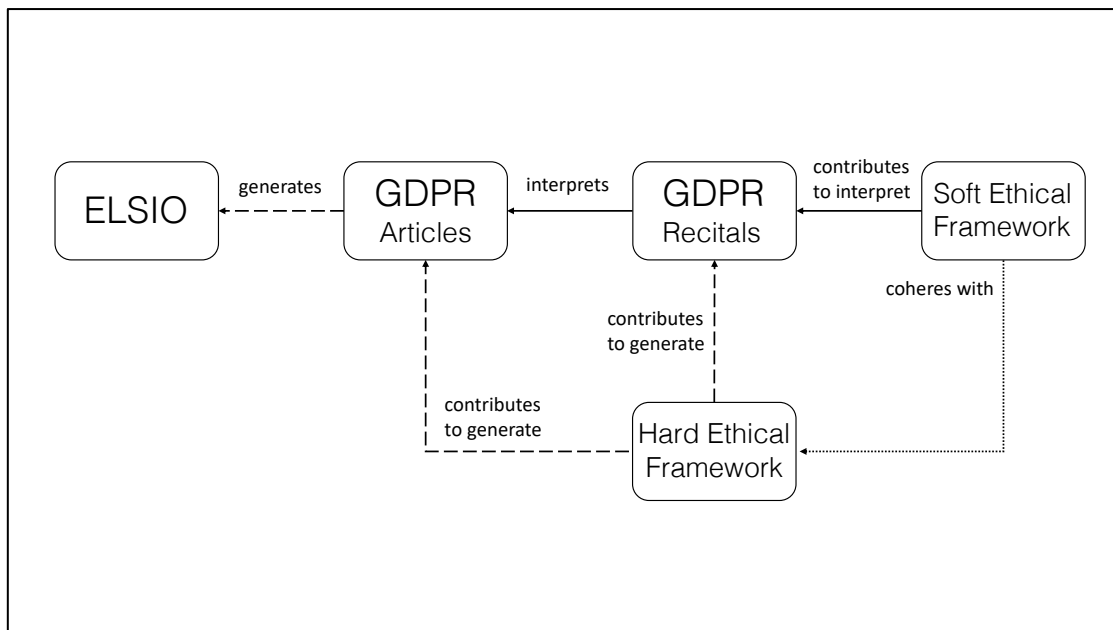 ELSIO
generates
GDPR
Articles
interprets
GDPR
Recitals
contributes
to interpret
Soft Ethical
Framework
coheres with
contributes
to generate
contributes
to generate
Hard Ethical
Framework